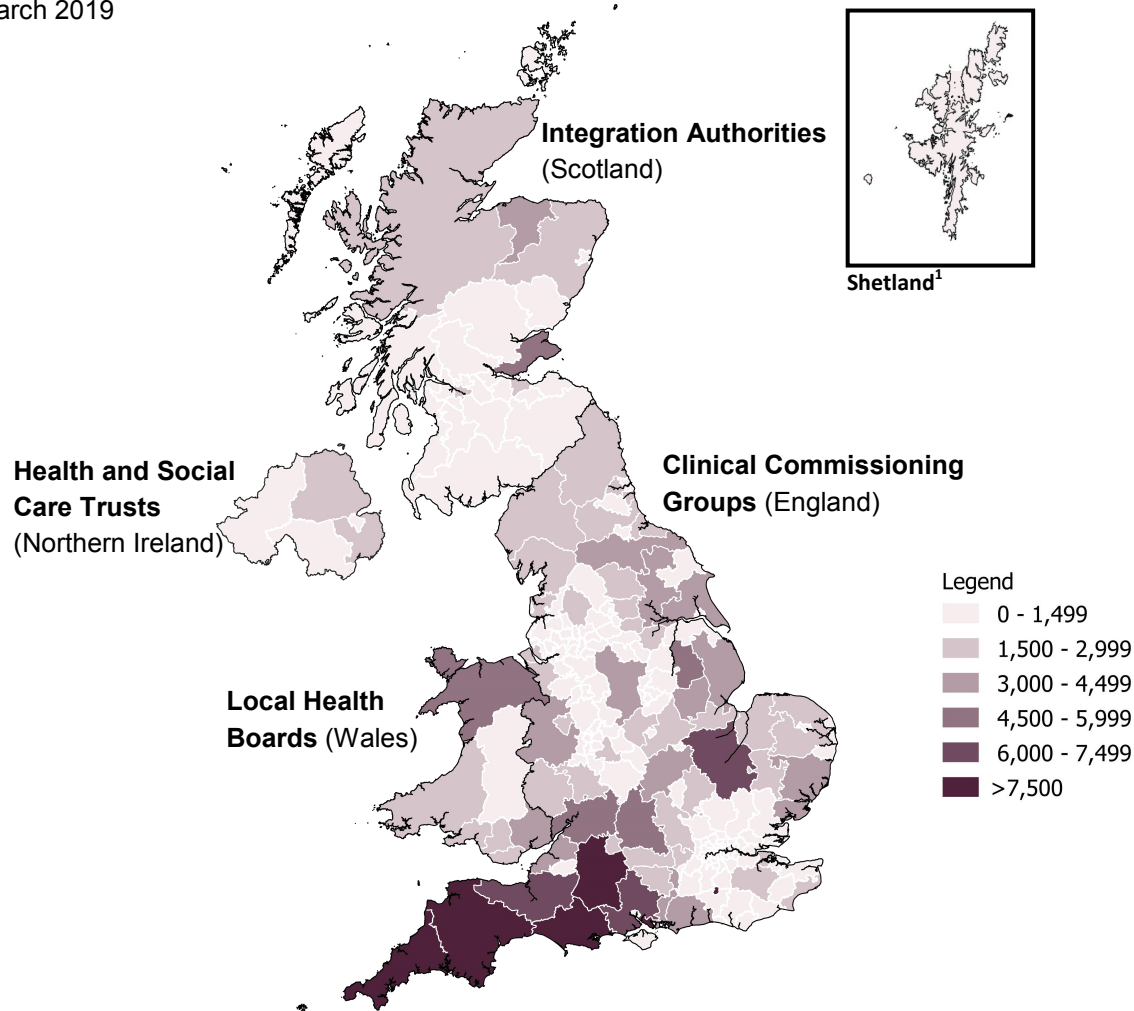 2019
Integration Authorities
(Scotland)
Shetland¹
Health and Social
Care Trusts
(Northern Ireland)
Clinical Commissioning
Groups (England)
Legend
0 - 1,499
1,500 - 2,999
3,000 - 4,499
4,500 - 5,999
6,000 - 7,499
>7,500
Local Health
Boards (Wales)